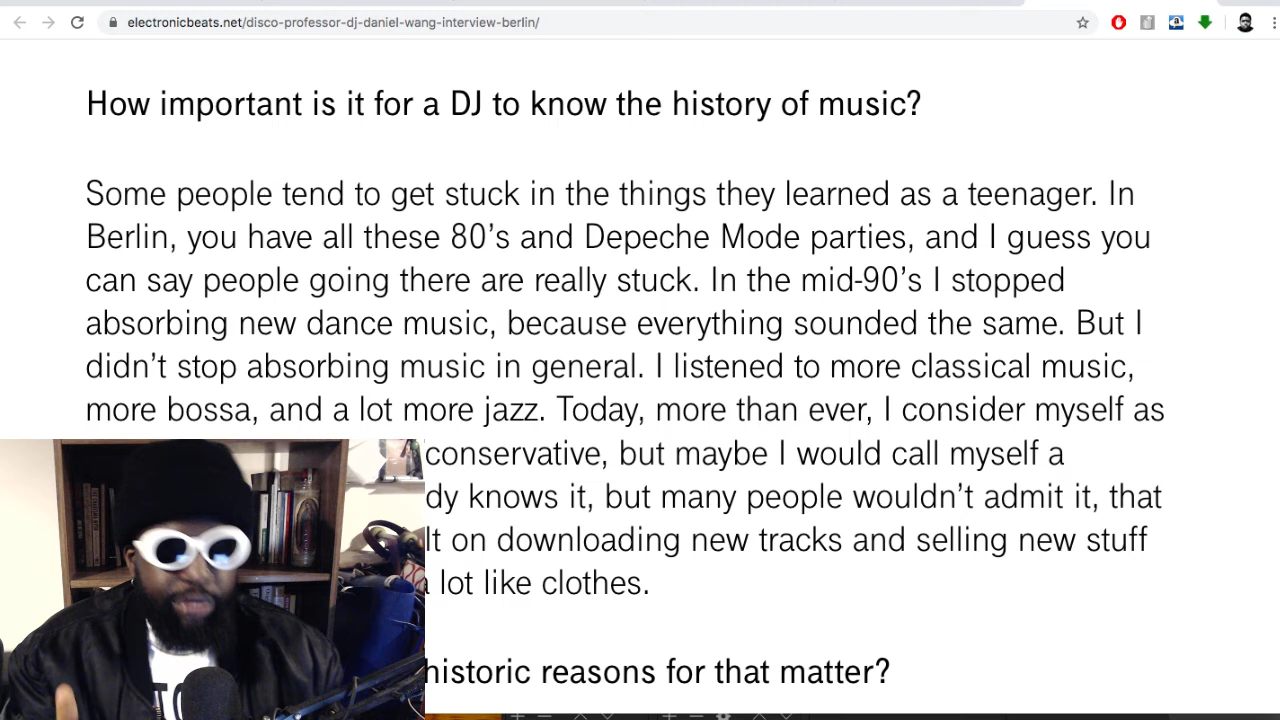 electronicbeats.net/disco-professor-dj-daniel-wang-interview-berlin/
How important is it for a DJ to know the history of music?
Some people tend to get stuck in the things they learned as a teenager. In
Berlin, you have all these 80’s and Depeche Mode parties, and I guess you
can say people going there are really stuck. In the mid-90’s I stopped
absorbing new dance music, because everything sounded the same. But I
didn’t stop absorbing music in general. I listened to more classical music,
more bossa, and a lot more jazz. Today, more than ever, I consider myself as
conservative, but maybe I would call myself a
dy knows it, but many people wouldn’t admit it, that
lt on downloading new tracks and selling new stuff
a lot like clothes.
historic reasons for that matter?